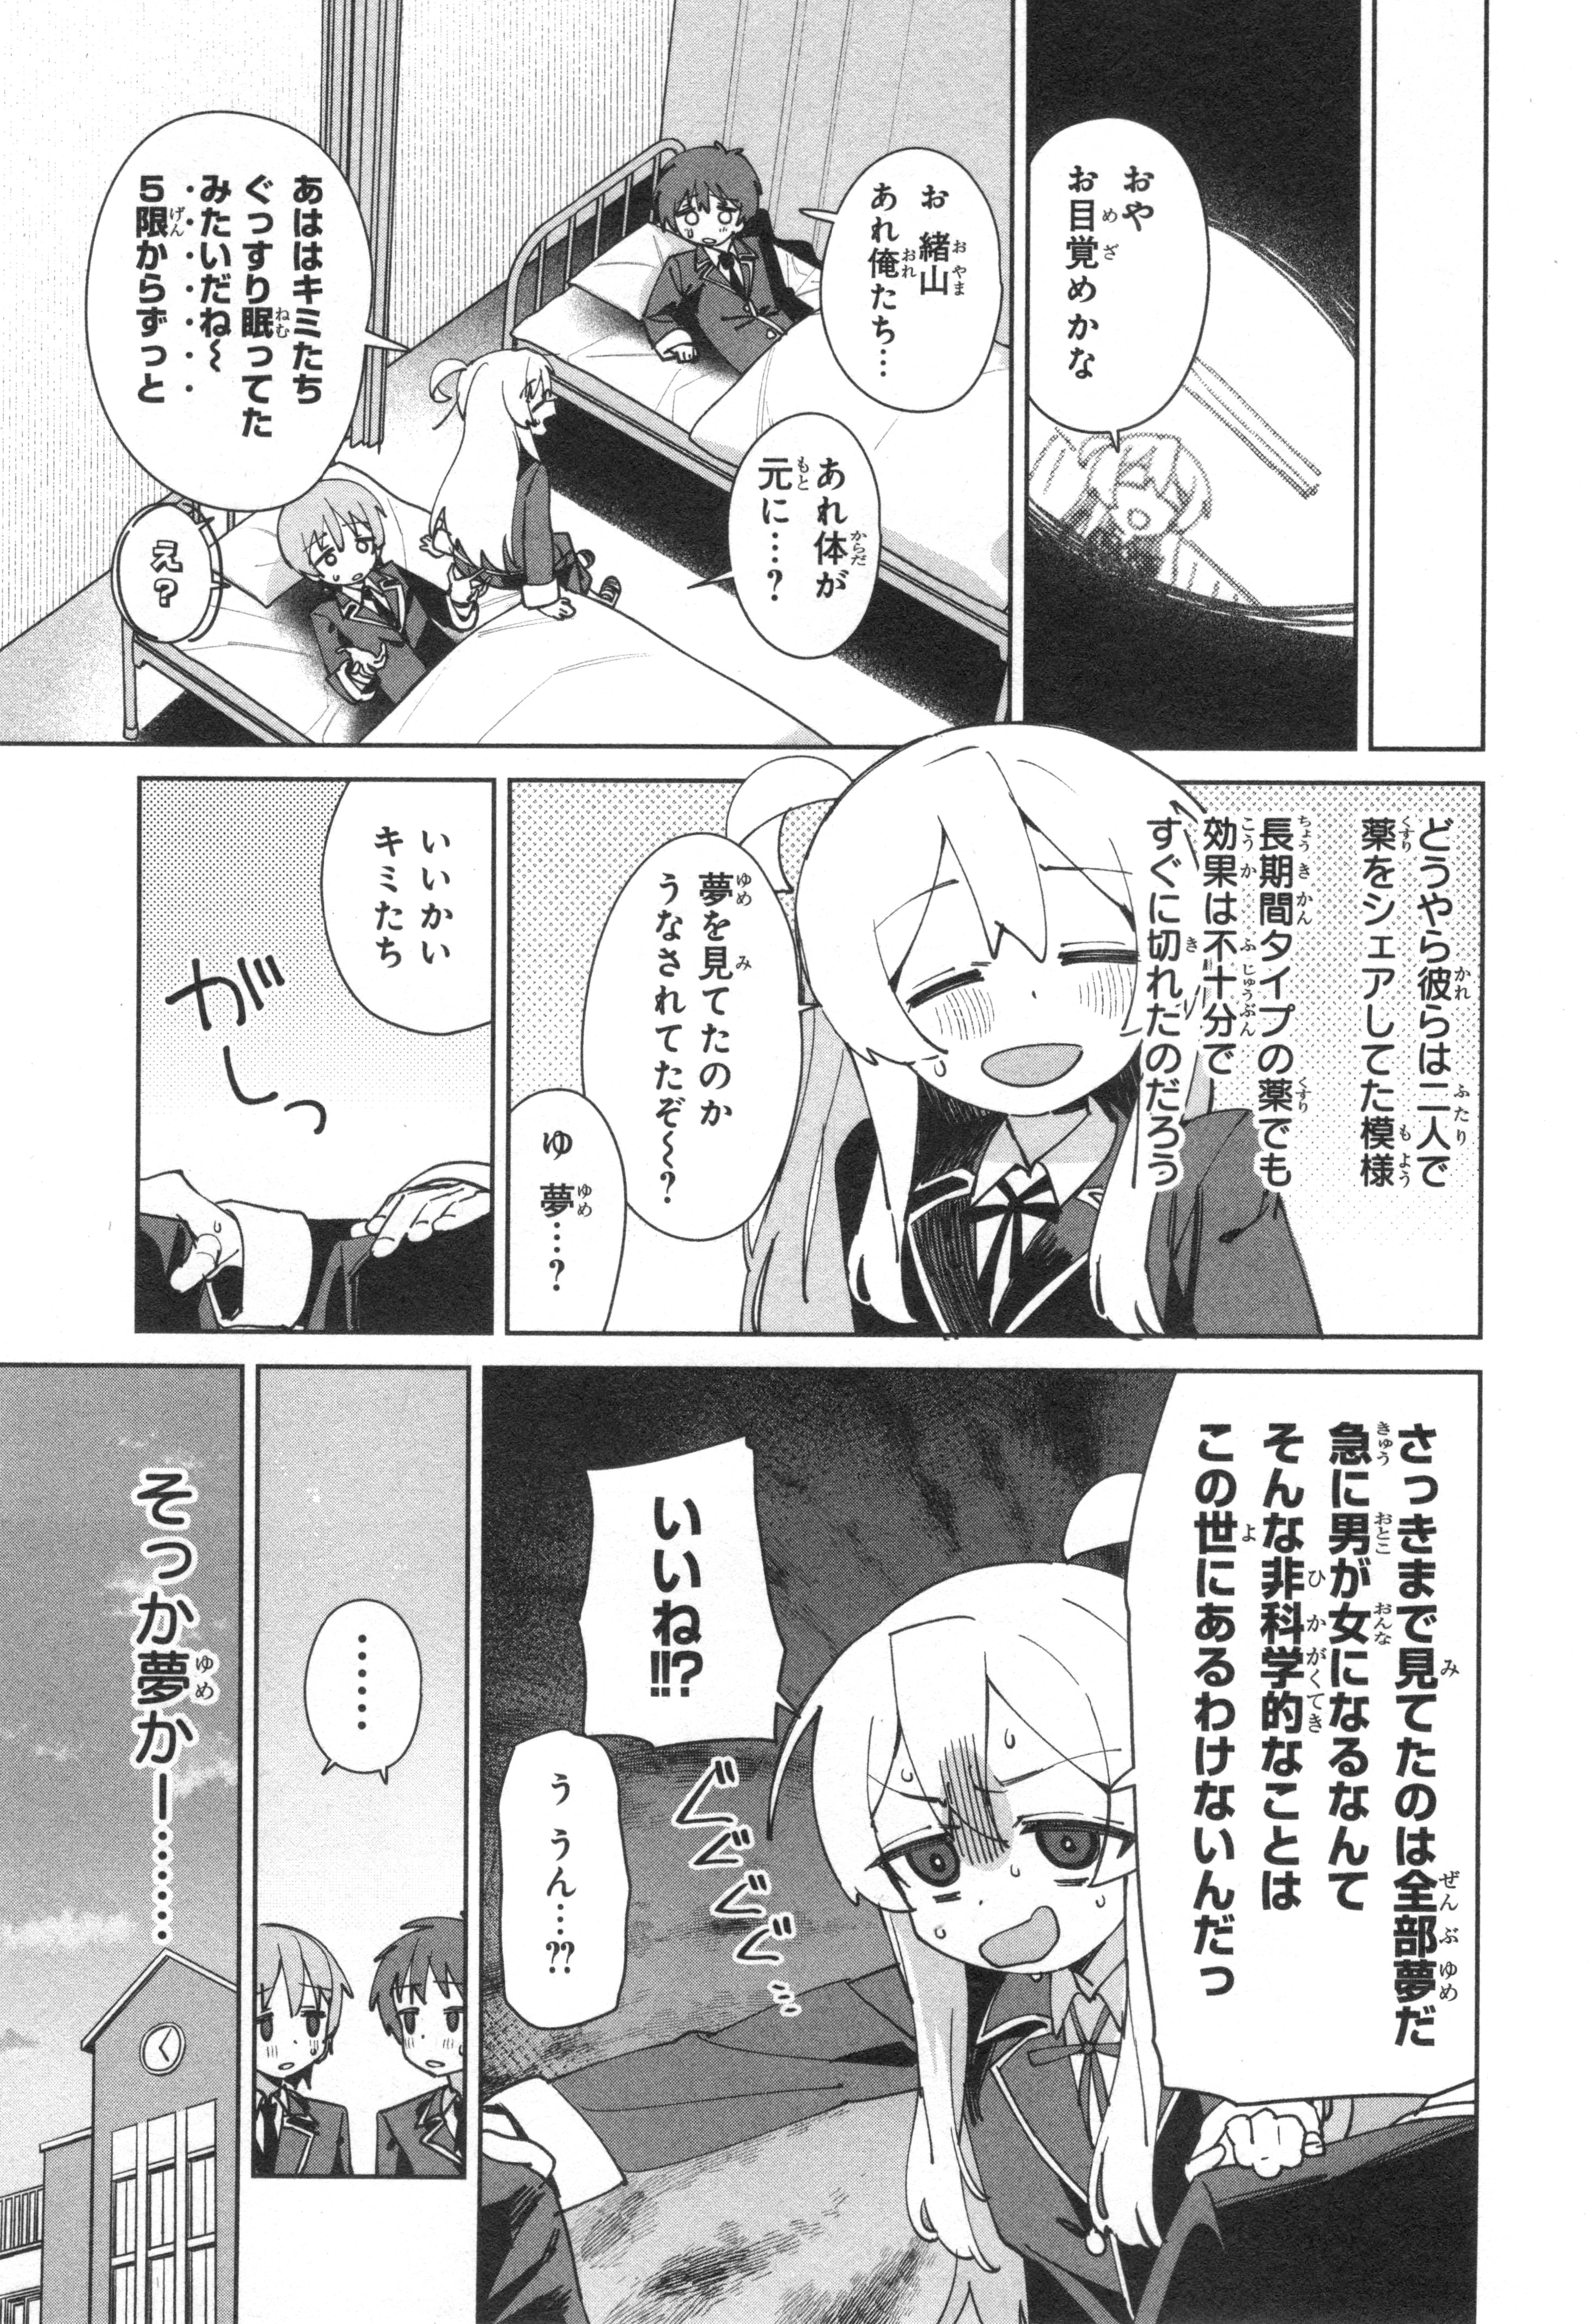 おや
お目覚めかな
お 緒山
あれ俺たち…
あれ体が
元に…?
あははキミたち
ぐっすり眠ってた
みたいだね～
5限からずっと
え?
どうやら彼らは二人で
薬をシェアしてた模様
長期間タイプの薬でも
効果は不十分で
すぐに切れたのだろう
夢を見てたのか
うなされてたぞ～?
ゆ 夢…?
いいかい
キミたち
がしっ
さっきまで見てたのは全部夢だ
急に男が女になるなんて
そんな非科学的なことは
この世にあるわけないんだっ
いいね!!?
ぐぐぐぐ…
う うん…??
……
そっか夢かー……